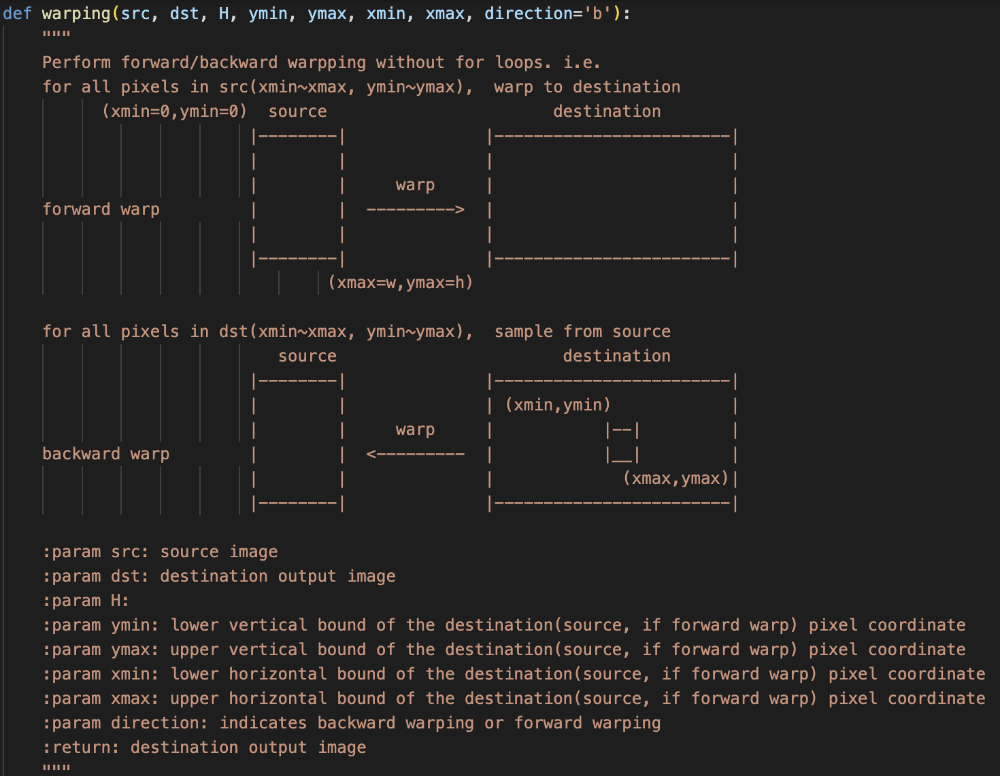 def warping(src, dst, H, ymin, ymax, xmin, xmax, direction='b'):
    """
    Perform forward/backward warpping without for loops. i.e.
    for all pixels in src(xmin~xmax, ymin~ymax),  warp to destination
          (xmin=0,ymin=0)  source                       destination
                         |--------|              |------------------------|
                         |        |              |                        |
                         |        |     warp     |                        |
    forward warp         |        |  --------->  |                        |
                         |        |              |                        |
                         |--------|              |------------------------|
                                 (xmax=w,ymax=h)

    for all pixels in dst(xmin~xmax, ymin~ymax),  sample from source
                            source                       destination
                         |--------|              |------------------------|
                         |        |              | (xmin,ymin)            |
                         |        |     warp     |           |--|         |
    backward warp        |        |  <---------  |           |__|         |
                         |        |              |             (xmax,ymax)|
                         |--------|              |------------------------|

    :param src: source image
    :param dst: destination output image
    :param H:
    :param ymin: lower vertical bound of the destination(source, if forward warp) pixel coordinate
    :param ymax: upper vertical bound of the destination(source, if forward warp) pixel coordinate
    :param xmin: lower horizontal bound of the destination(source, if forward warp) pixel coordinate
    :param xmax: upper horizontal bound of the destination(source, if forward warp) pixel coordinate
    :param direction: indicates backward warping or forward warping
    :return: destination output image
    """